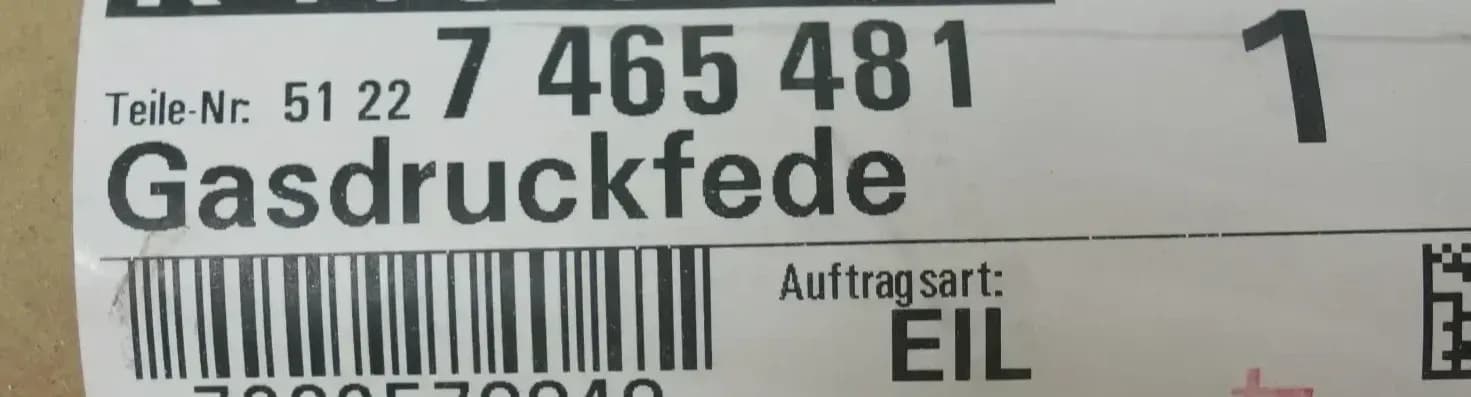 Teile-Nr. 51 22 7 465 481 1
Gasdruckfede
Auftragsart:
EIL